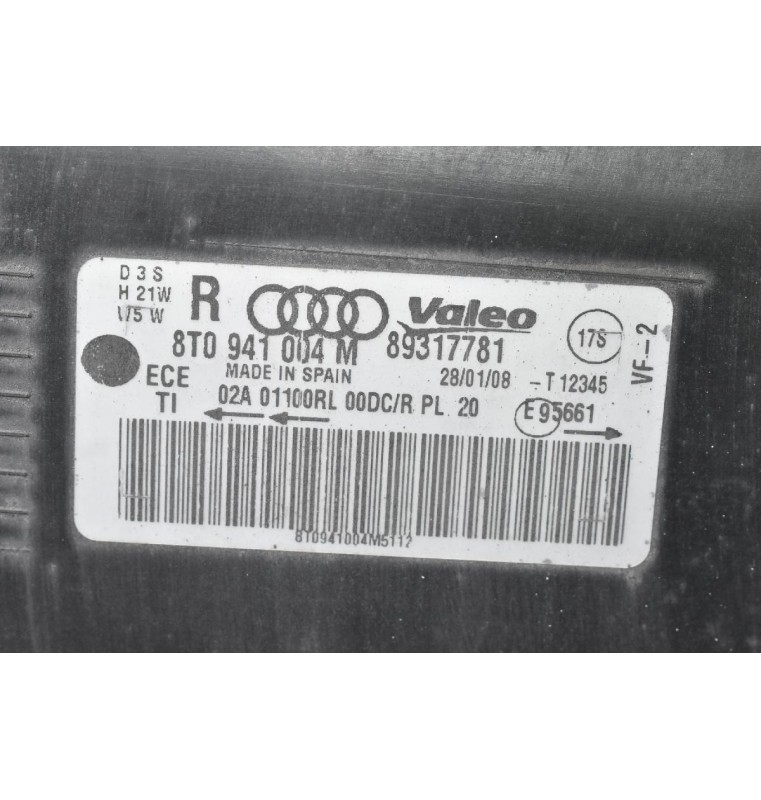 D 3 S
H 21W
W5 W
R
Valeo
8T0 941 004 M 89317781
17S
VF-2
ECE
TI
MADE IN SPAIN
28/01/08 -T 12345
02A 01100RL 00DC/R PL 20
E 95661
8T0941004M5112